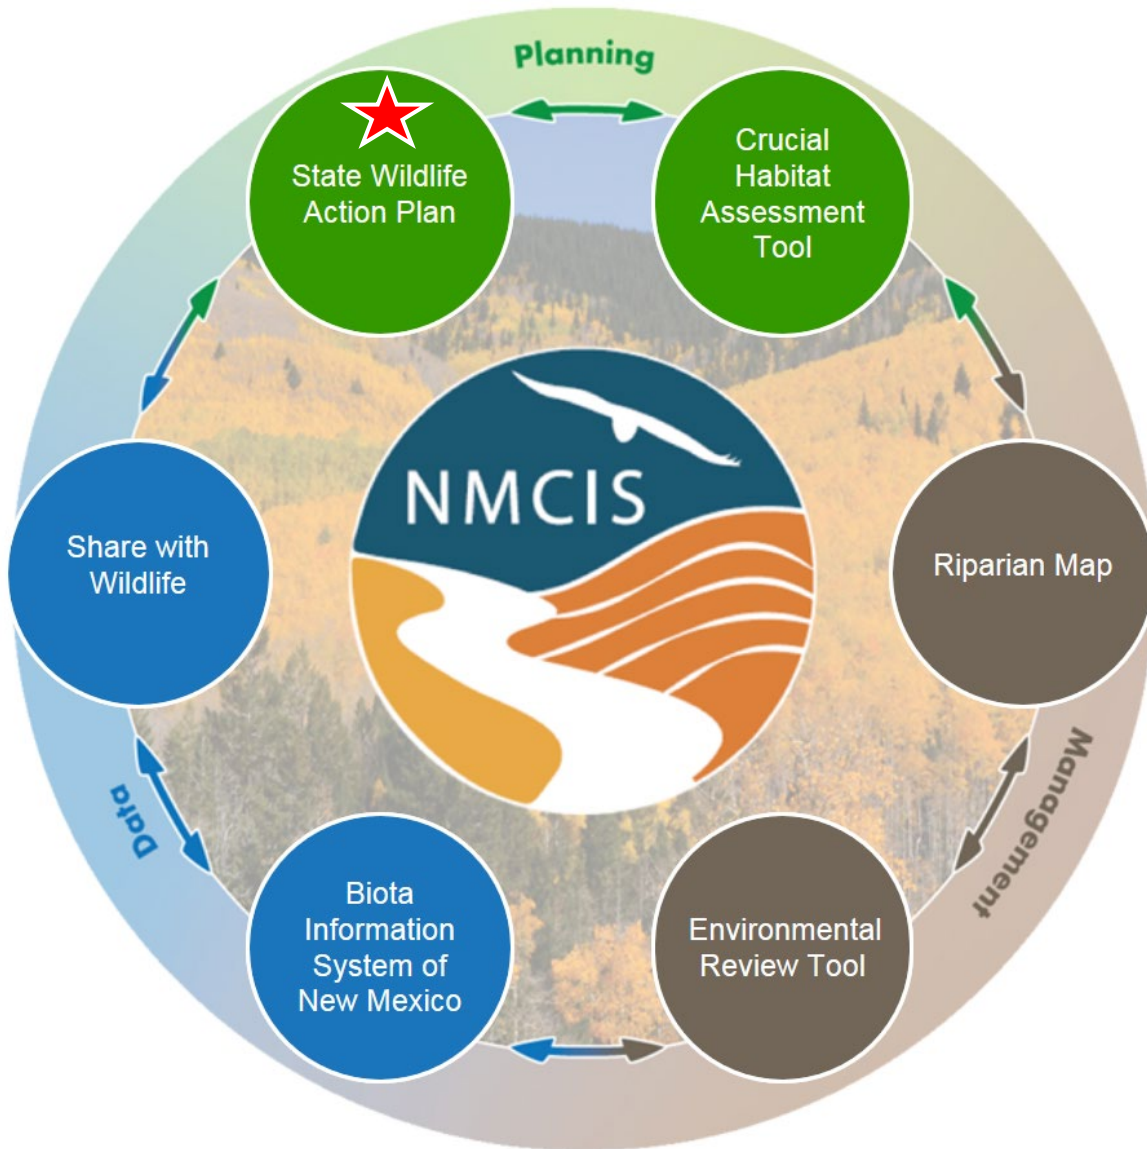 Planning
State Wildlife
Action Plan
Crucial
Habitat
Assessment
Tool
NMCIS
Share with
Wildlife
Riparian Map
Data
Management
Biota
Information
System of
New Mexico
Environmental
Review Tool